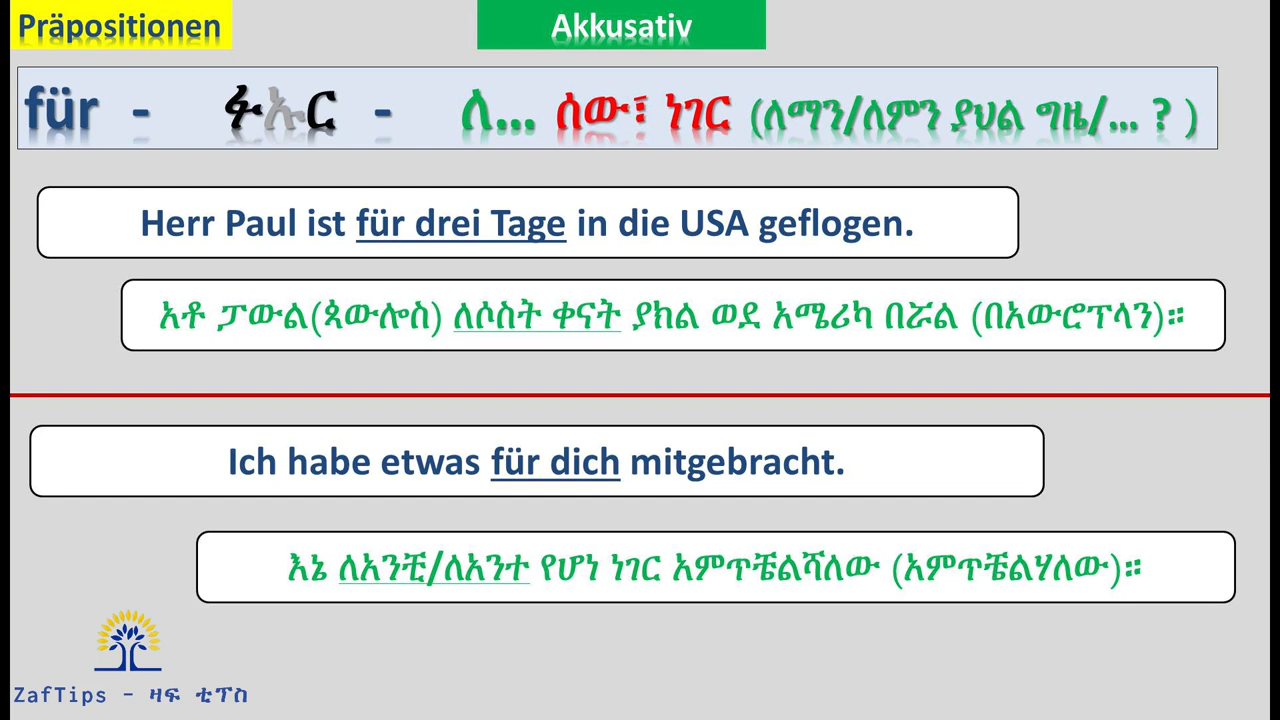 Präpositionen
Akkusativ
für - ፉኡር - ለ... ሰው፣ ነገር (ለማን/ለምን ያህል ግዜ/... ? )
Herr Paul ist für drei Tage in die USA geflogen.
አቶ ፓውል(ጳውሎስ) ለሶስት ቀናት ያክል ወደ አሜሪካ በሯል (በአውሮፕላን)።
Ich habe etwas für dich mitgebracht.
እኔ ለአንቺ/ለአንተ የሆነ ነገር አምጥቼልሻለው (አምጥቼልሃለው)።
ZafTips - ዛፍ ቲፕስ